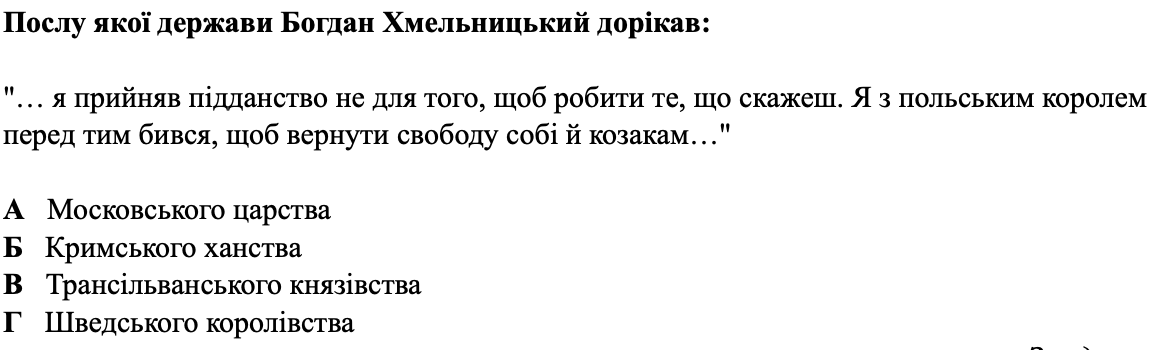 Послу якої держави Богдан Хмельницький дорікав:
"… я прийняв підданство не для того, щоб робити те, що скажеш. Я з польським королем
перед тим бився, щоб вернути свободу собі й козакам…"
А Московського царства
Б Кримського ханства
В Трансільванського князівства
Г Шведського королівства